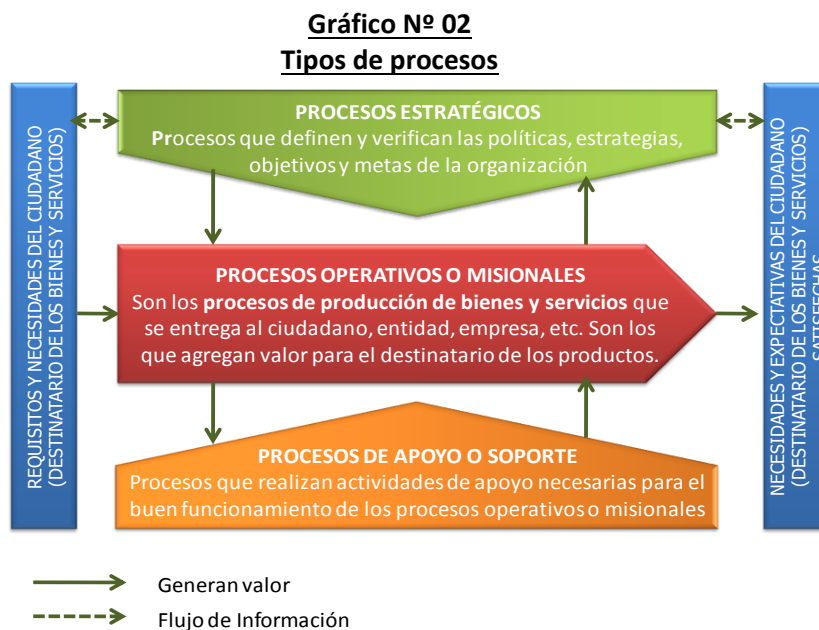 Gráfico Nº 02
Tipos de procesos
REQUISITOS Y NECESIDADES DEL CIUDADANO
(DESTINATARIO DE LOS BIENES Y SERVICIOS)
PROCESOS ESTRATÉGICOS
Procesos que definen y verifican las políticas, estrategias,
objetivos y metas de la organización
PROCESOS OPERATIVOS O MISIONALES
Son los procesos de producción de bienes y servicios que
se entrega al ciudadano, entidad, empresa, etc. Son los
que agregan valor para el destinatario de los productos.
PROCESOS DE APOYO O SOPORTE
Procesos que realizan actividades de apoyo necesarias para el
buen funcionamiento de los procesos operativos o misionales
NECESIDADES Y EXPECTATIVAS DEL CIUDADANO
(DESTINATARIO DE LOS BIENES Y SERVICIOS)
SATISFECHAS
Generan valor
Flujo de Información